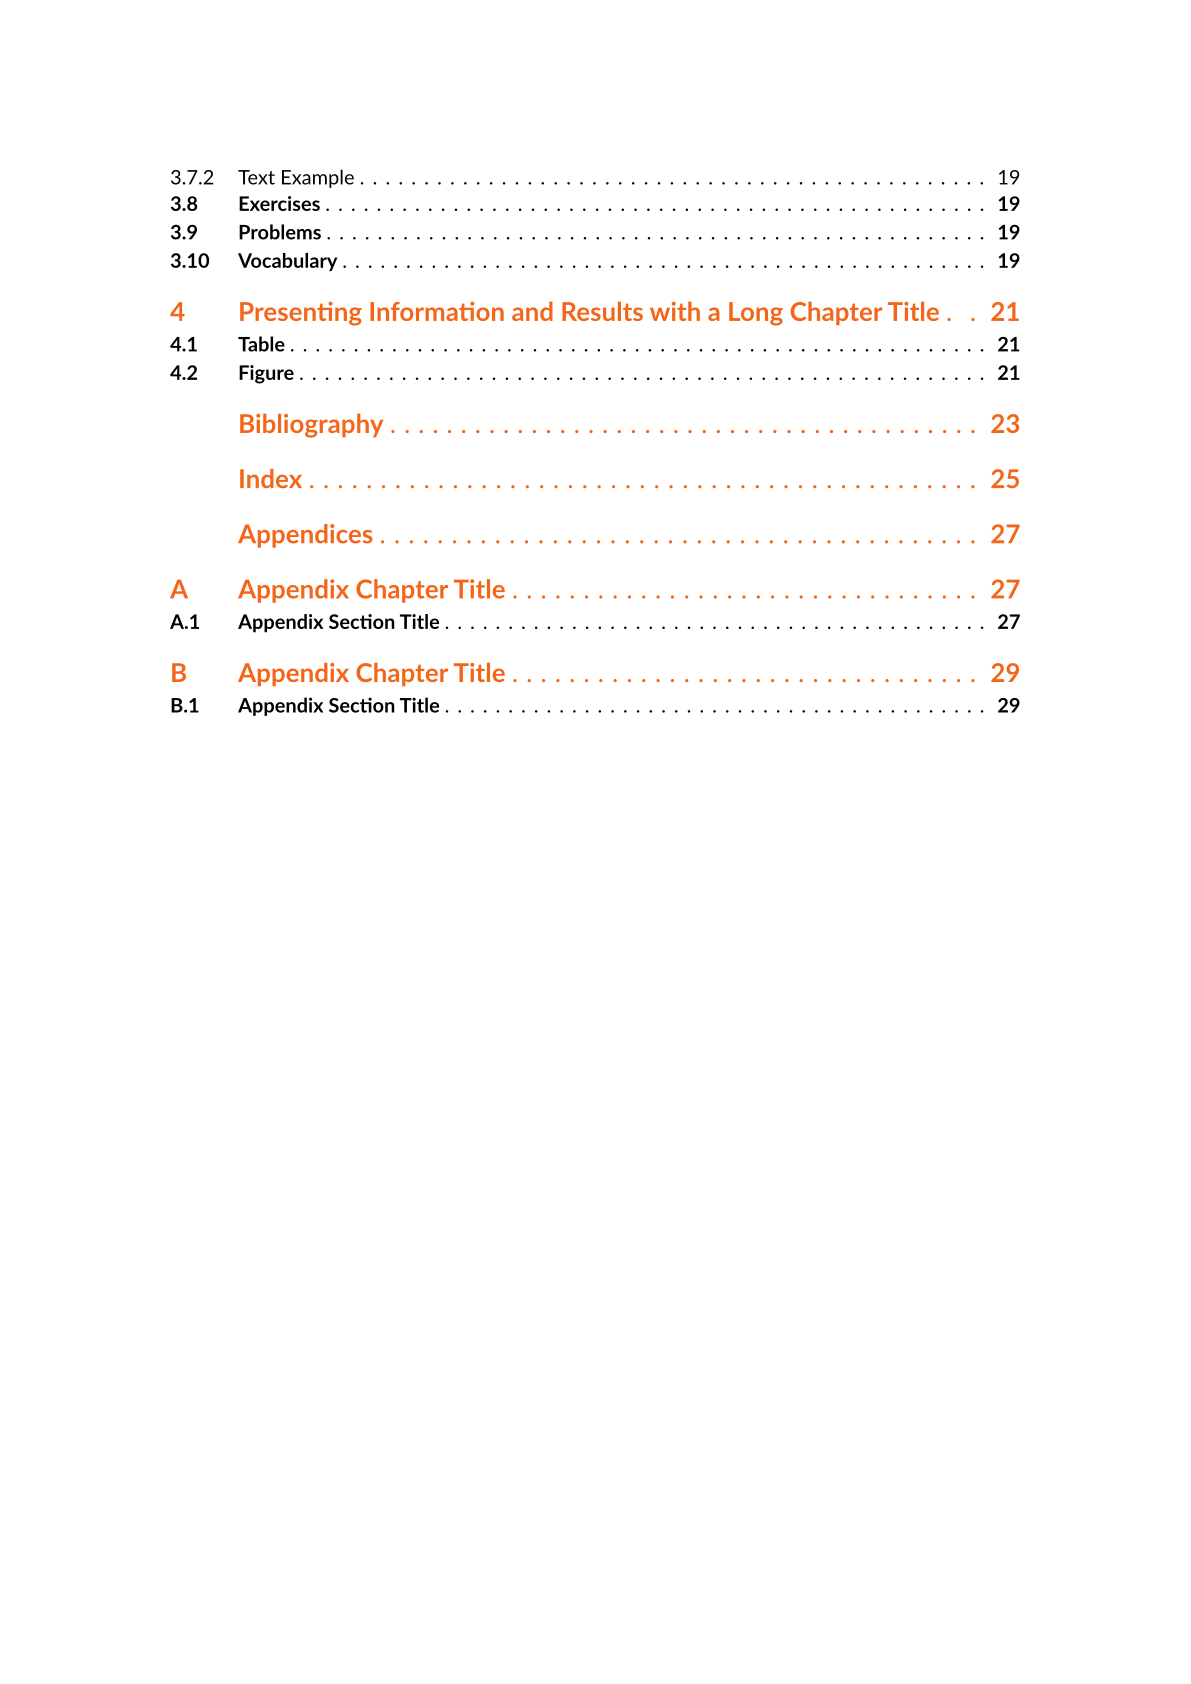 3.7.2 Text Example . . . . . . . . . . . . . . . . . . . . . . . . . . . . . . . . . . . . . . . . . . . . . . . . . 19
3.8 Exercises . . . . . . . . . . . . . . . . . . . . . . . . . . . . . . . . . . . . . . . . . . . . . . . . . . . . 19
3.9 Problems . . . . . . . . . . . . . . . . . . . . . . . . . . . . . . . . . . . . . . . . . . . . . . . . . . . . 19
3.10 Vocabulary . . . . . . . . . . . . . . . . . . . . . . . . . . . . . . . . . . . . . . . . . . . . . . . . . . . 19
4 Presenting Information and Results with a Long Chapter Title . . 21
4.1 Table . . . . . . . . . . . . . . . . . . . . . . . . . . . . . . . . . . . . . . . . . . . . . . . . . . . . . . . 21
4.2 Figure . . . . . . . . . . . . . . . . . . . . . . . . . . . . . . . . . . . . . . . . . . . . . . . . . . . . . . 21
Bibliography . . . . . . . . . . . . . . . . . . . . . . . . . . . . . . . . . . . . . . . . . . 23
Index . . . . . . . . . . . . . . . . . . . . . . . . . . . . . . . . . . . . . . . . . . . . . . . 25
Appendices . . . . . . . . . . . . . . . . . . . . . . . . . . . . . . . . . . . . . . . . . . 27
A Appendix Chapter Title . . . . . . . . . . . . . . . . . . . . . . . . . . . . . . . . . 27
A.1 Appendix Section Title . . . . . . . . . . . . . . . . . . . . . . . . . . . . . . . . . . . . . . . . . . . 27
B Appendix Chapter Title . . . . . . . . . . . . . . . . . . . . . . . . . . . . . . . . . 29
B.1 Appendix Section Title . . . . . . . . . . . . . . . . . . . . . . . . . . . . . . . . . . . . . . . . . . . 29